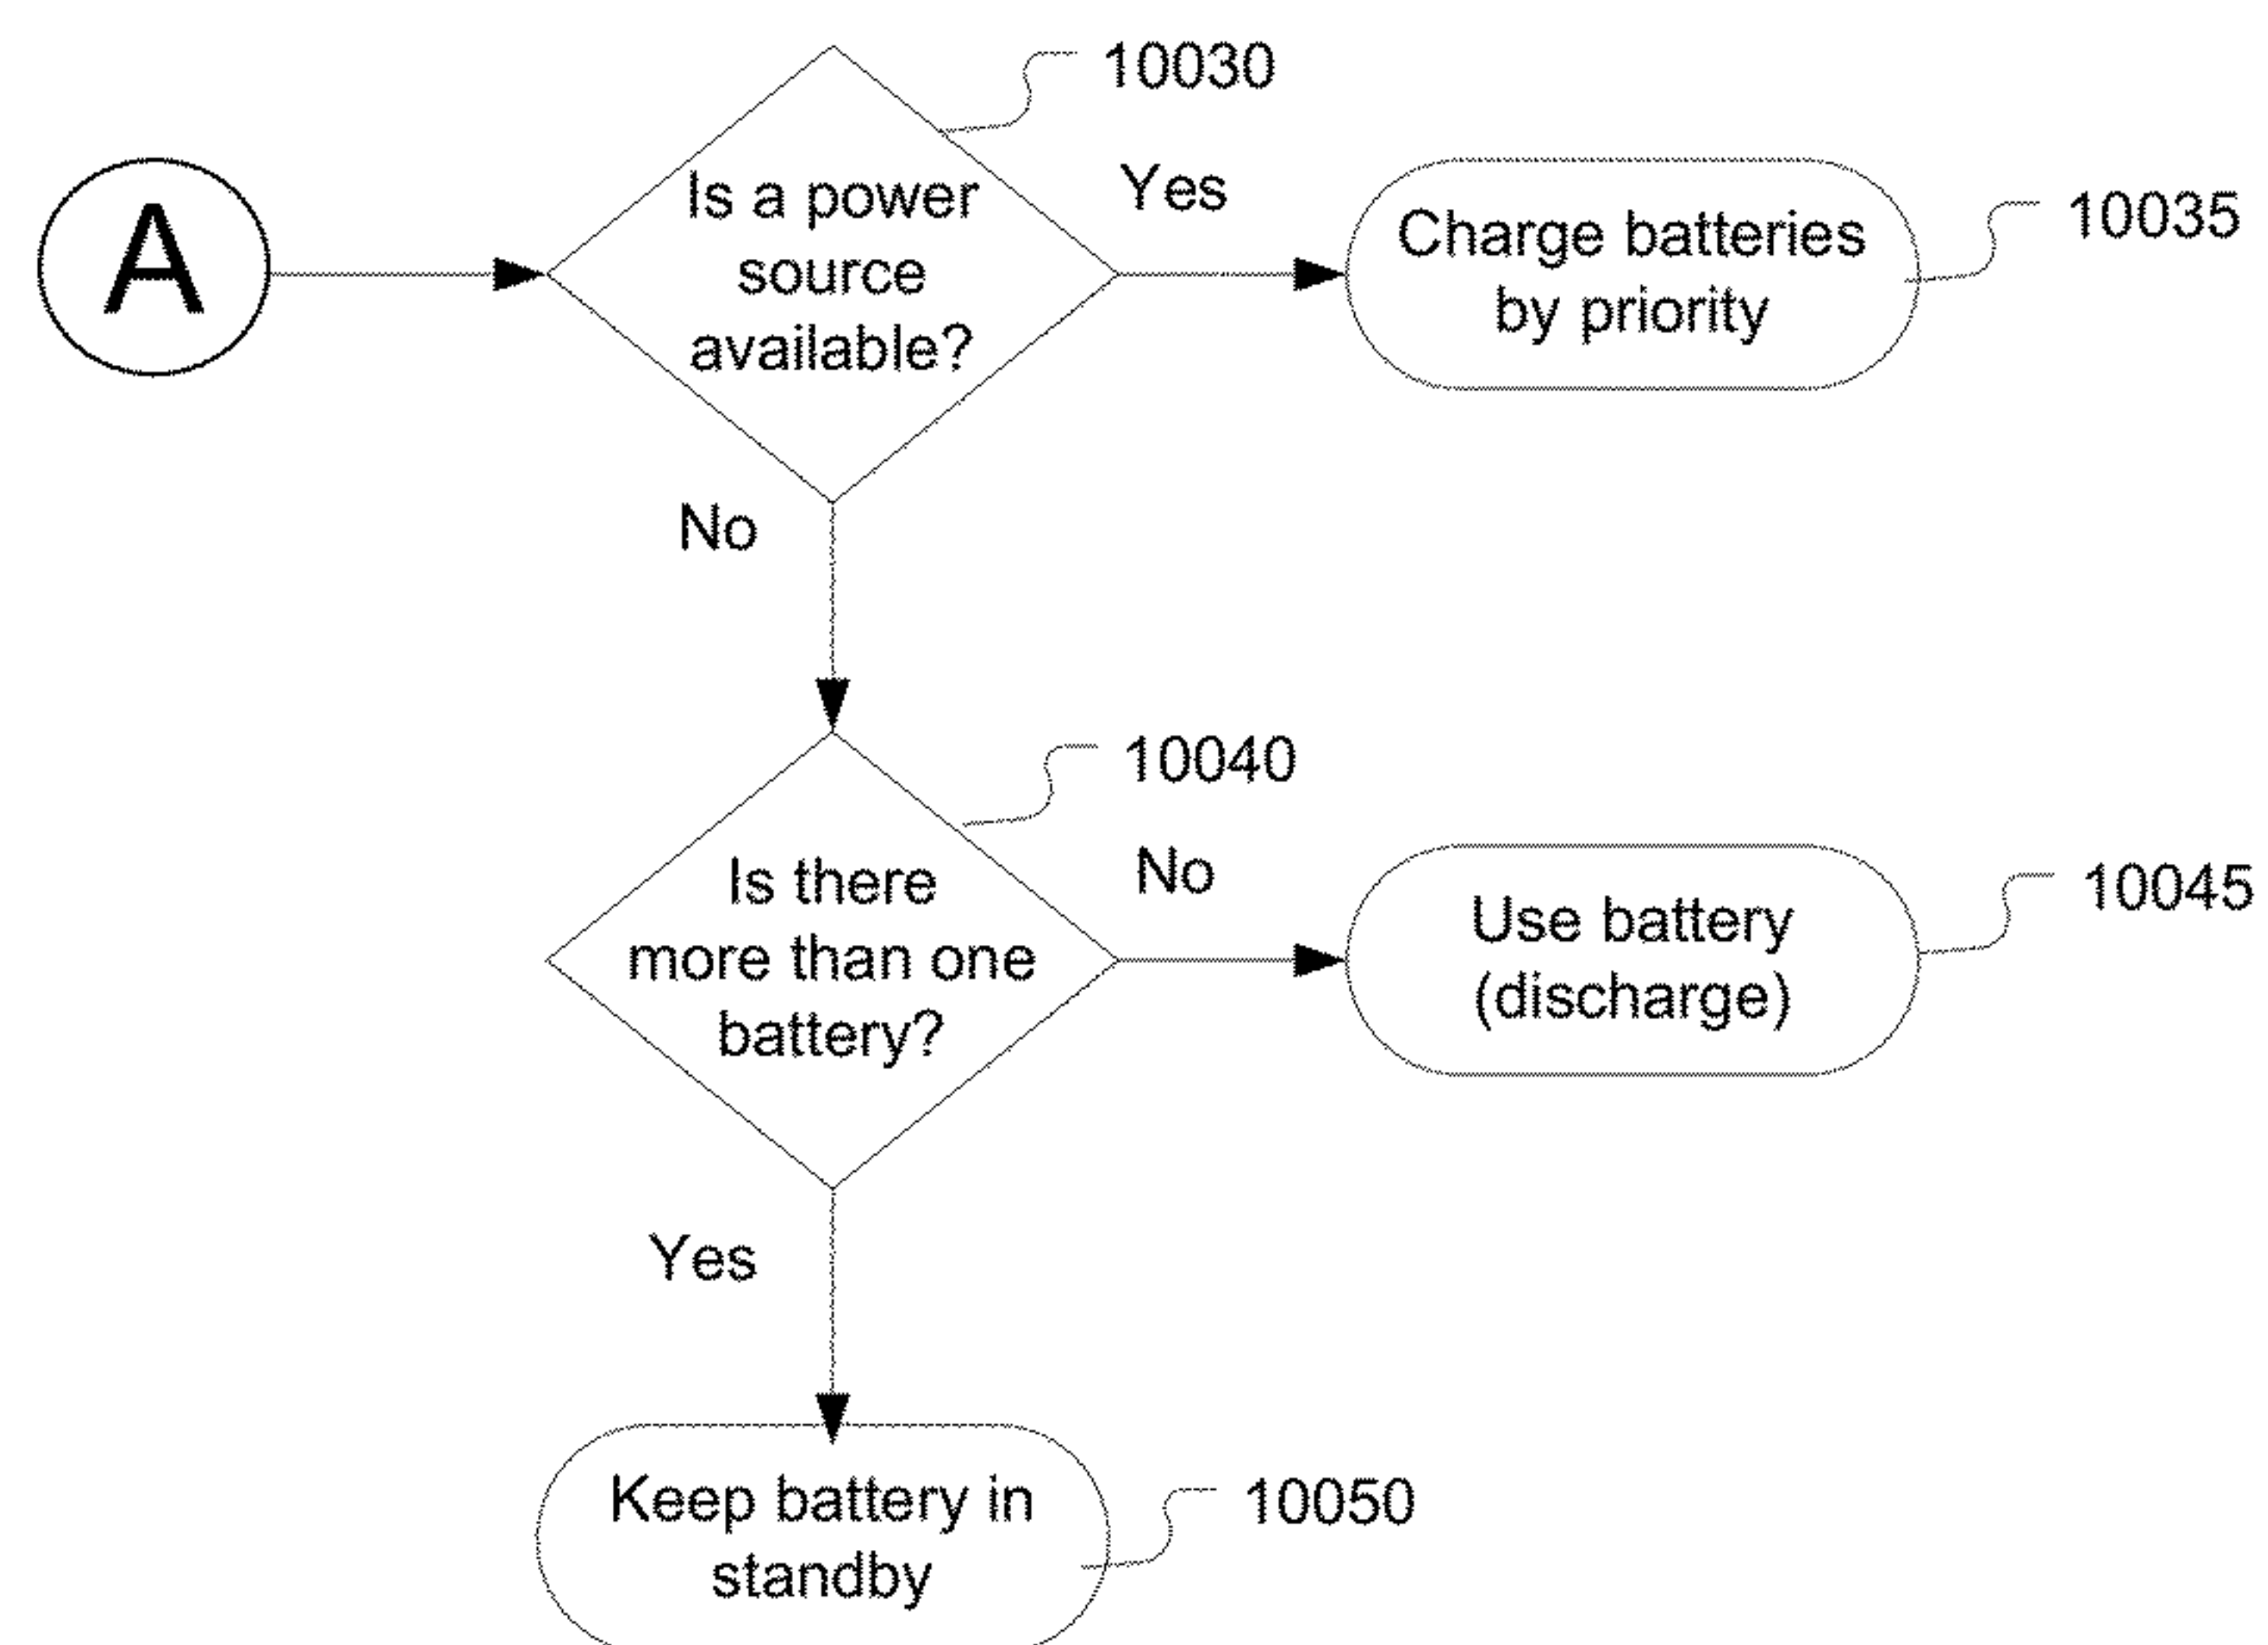 10030
A
Is a power
source
available?
Yes
Charge batteries
by priority
10035
No
10040
Is there
more than one
battery?
No
Use battery
(discharge)
10045
Yes
Keep battery in
standby
10050